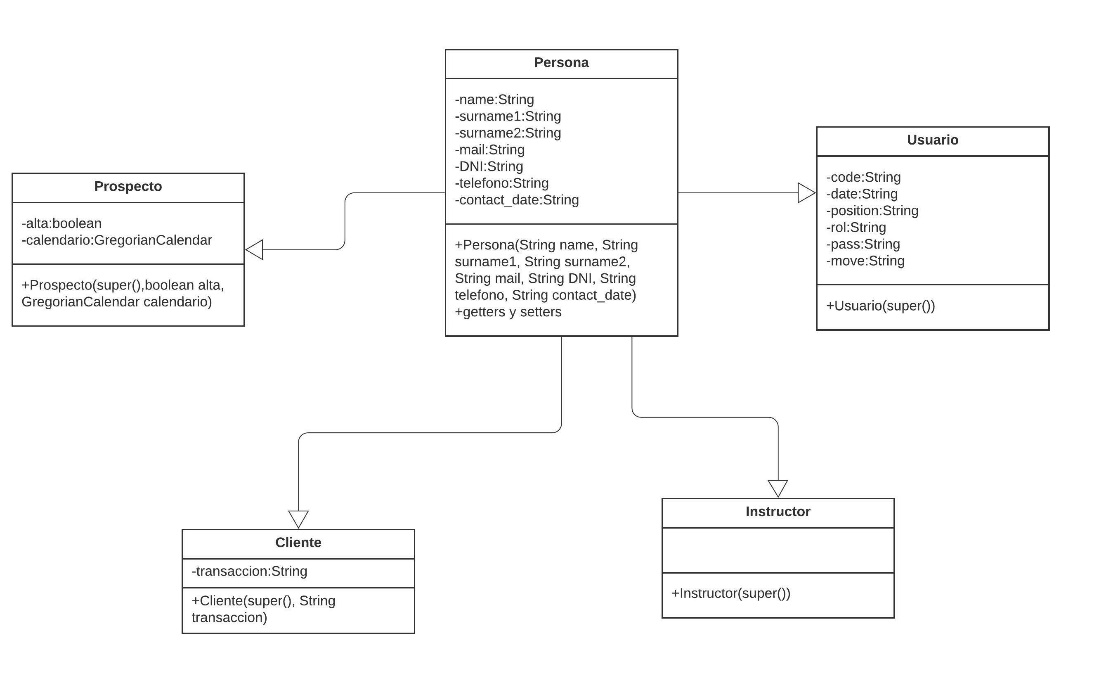 Persona
-name:String
-surname1:String
-surname2:String
-mail:String
-DNI:String
-telefono:String
-contact_date:String
+Persona(String name, String
surname1, String surname2,
String mail, String DNI, String
telefono, String contact_date)
+getters y setters
Usuario
-code:String
-date:String
-position:String
-rol:String
-pass:String
-move:String
+Usuario(super())
Prospecto
-alta:boolean
-calendario:GregorianCalendar
+Prospecto(super(),boolean alta,
GregorianCalendar calendario)
Cliente
-transaccion:String
+Cliente(super(), String
transaccion)
Instructor
+Instructor(super())